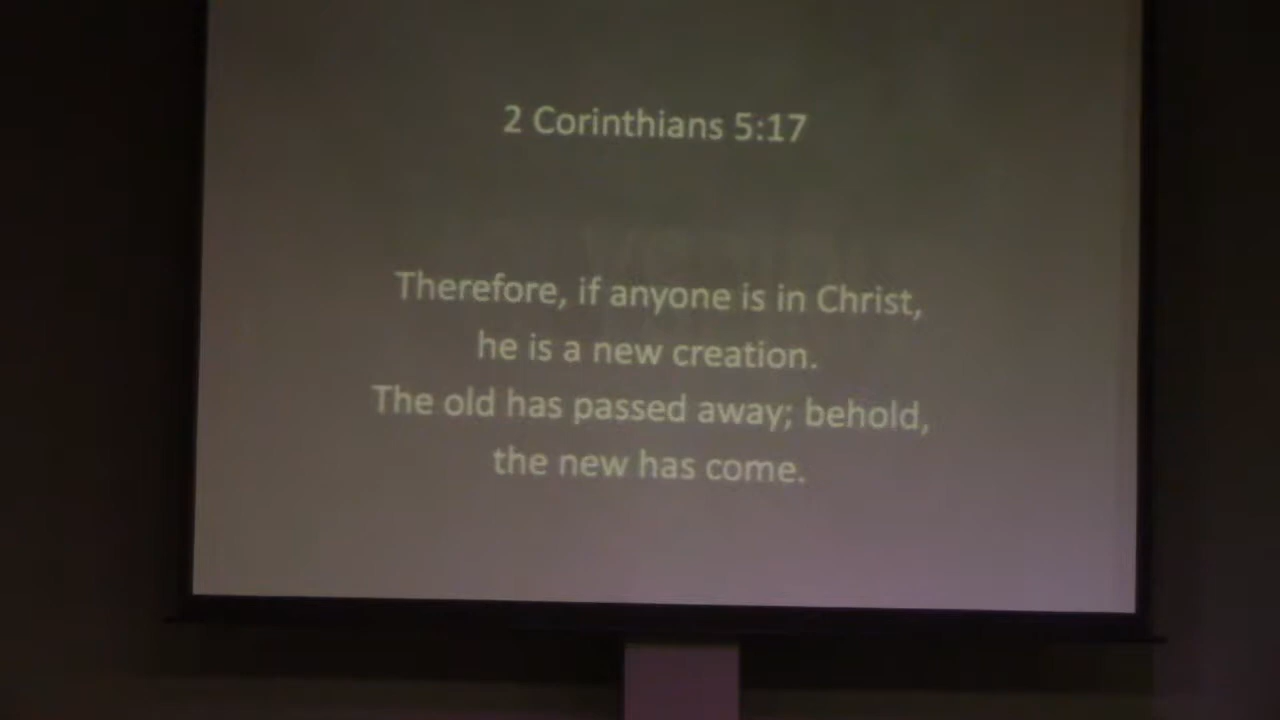 2 Corinthians 5:17
Therefore, if anyone is in Christ,
he is a new creation.
The old has passed away; behold,
the new has come.